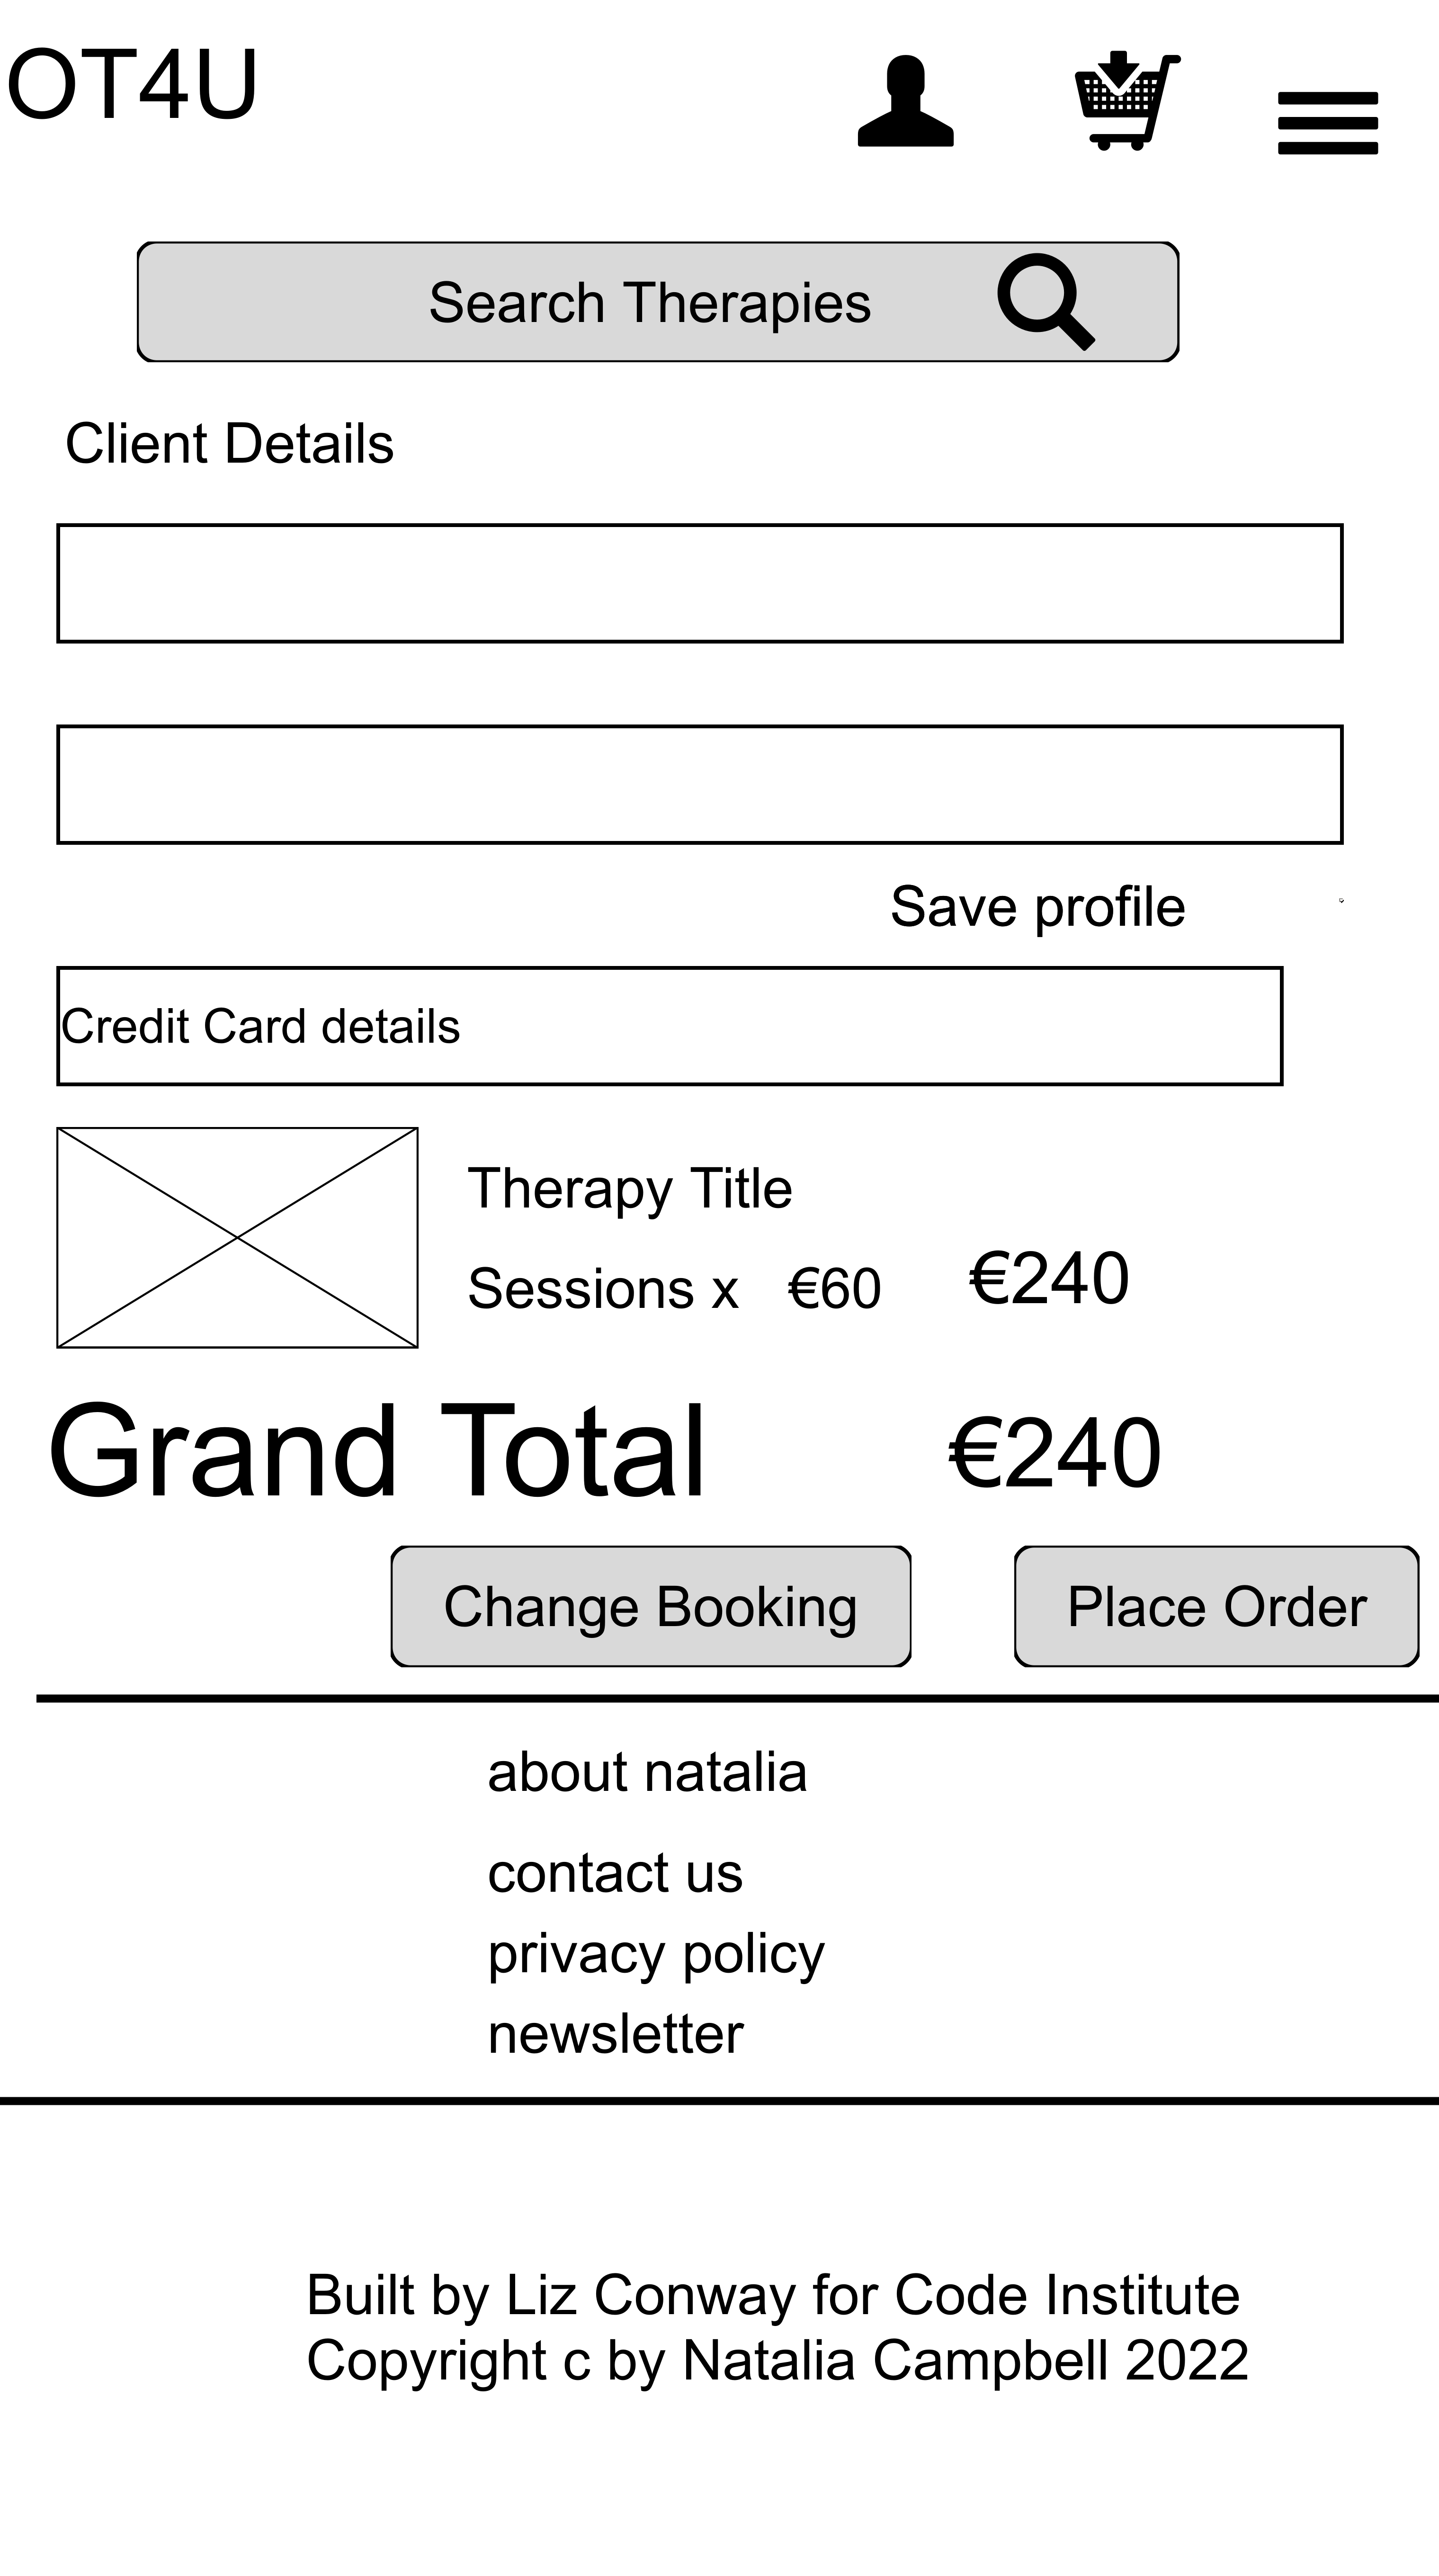 OT4U
Search Therapies
Client Details
Save profile
Credit Card details
Therapy Title
Sessions x €60 €240
Grand Total €240
Change Booking Place Order
about natalia
contact us
privacy policy
newsletter
Built by Liz Conway for Code Institute
Copyright c by Natalia Campbell 2022